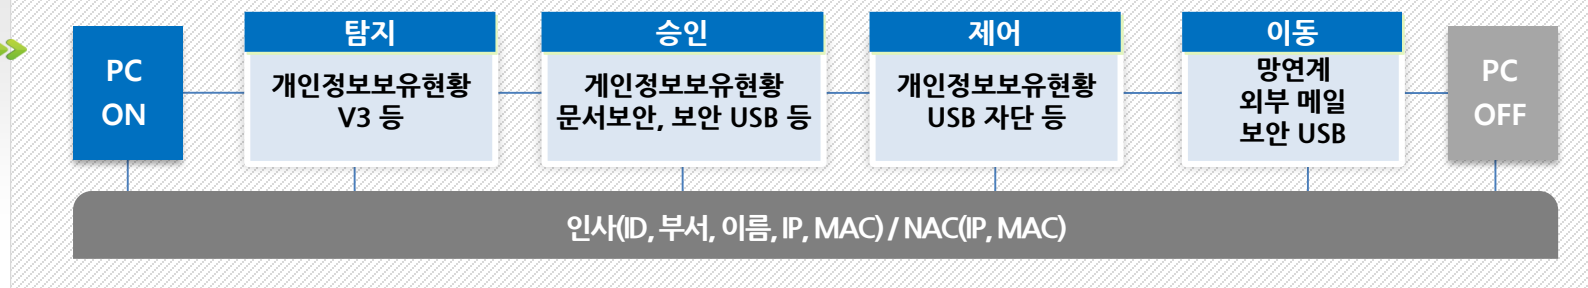 PC
ON
탐지
개인정보보유현황
V3 등
승인
게인정보보유현황
문서보안, 보안 USB 등
제어
개인정보보유현황
USB 자단 등
이동
망연계
외부 메일
보안 USB
PC
OFF
인사(ID, 부서, 이름, IP, MAC) / NAC(IP, MAC)